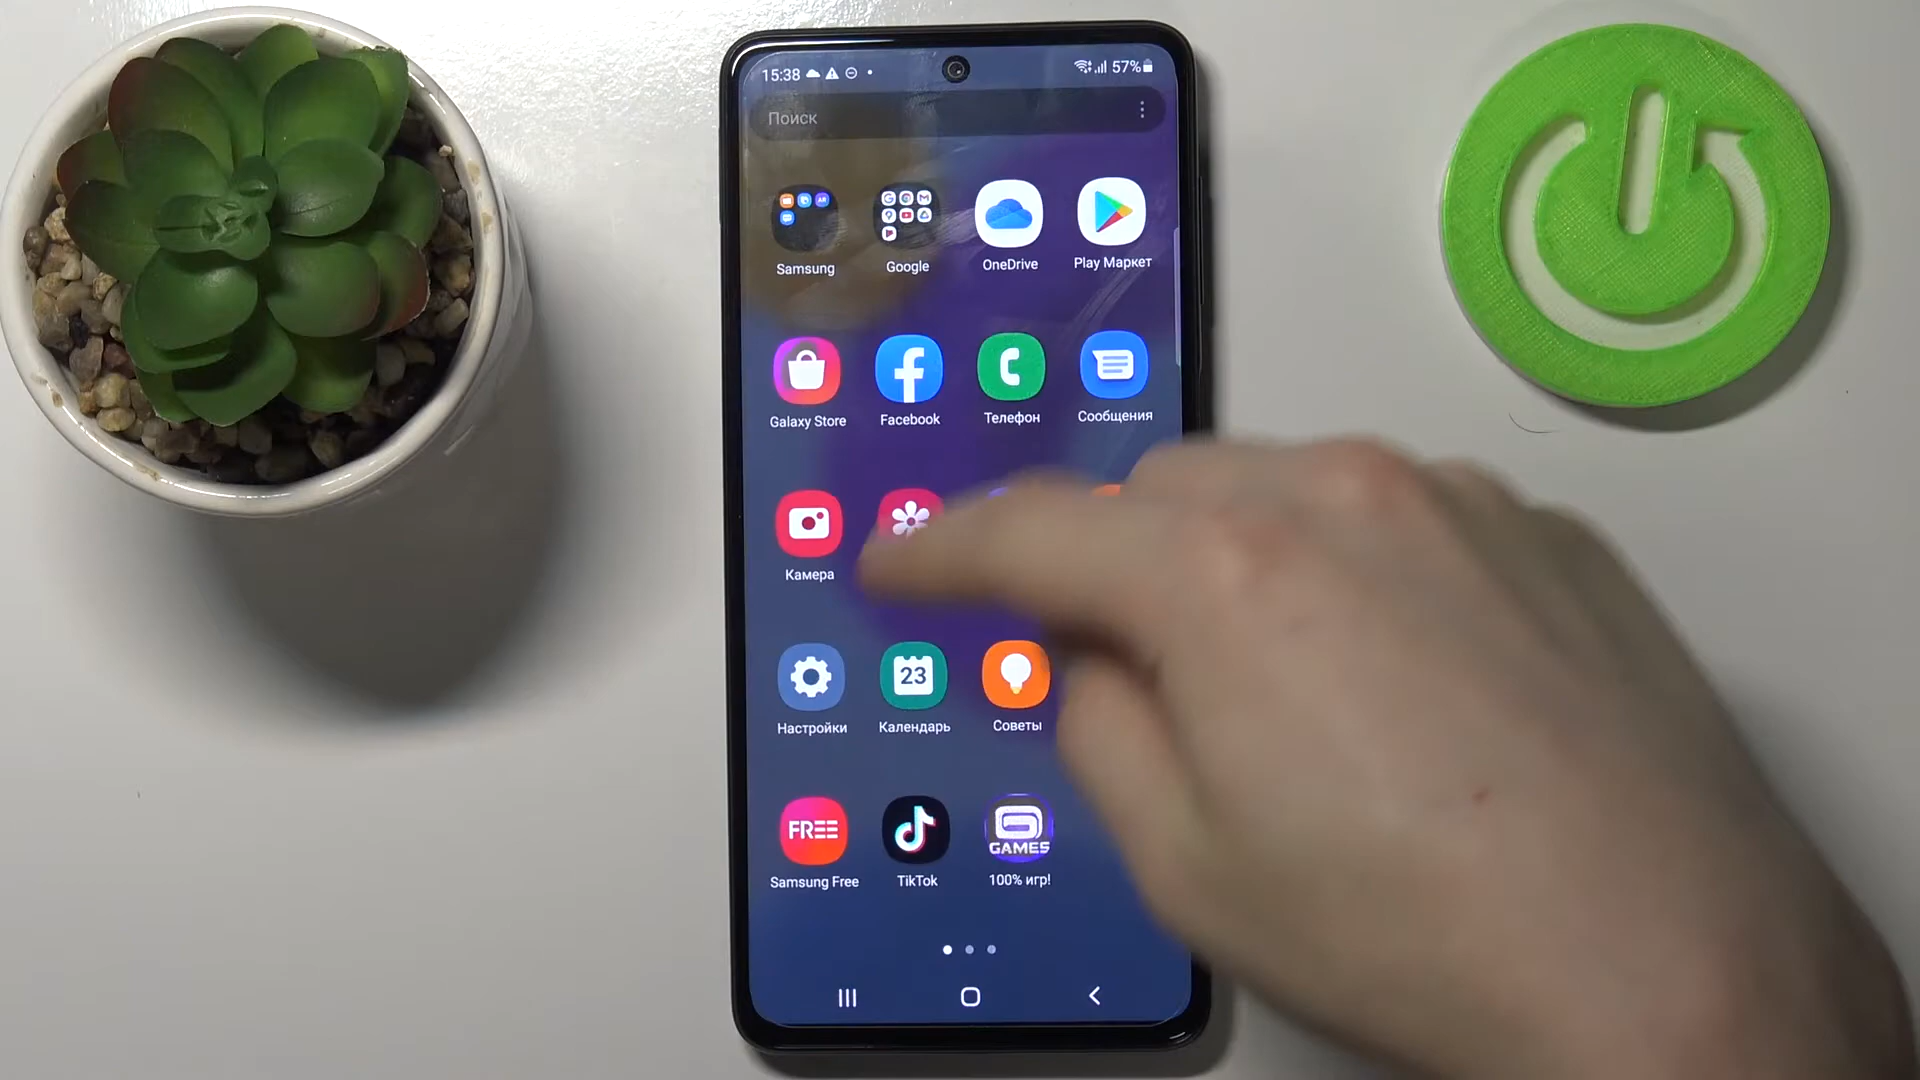 15:38
57%
Поиск
AR
Samsung
Google
OneDrive
Play Маркет
Galaxy Store
Facebook
Телефон
Сообщения
Камера
23
Настройки
Календарь
Советы
FREE
GAMES
Samsung Free
TikTok
100% игр!